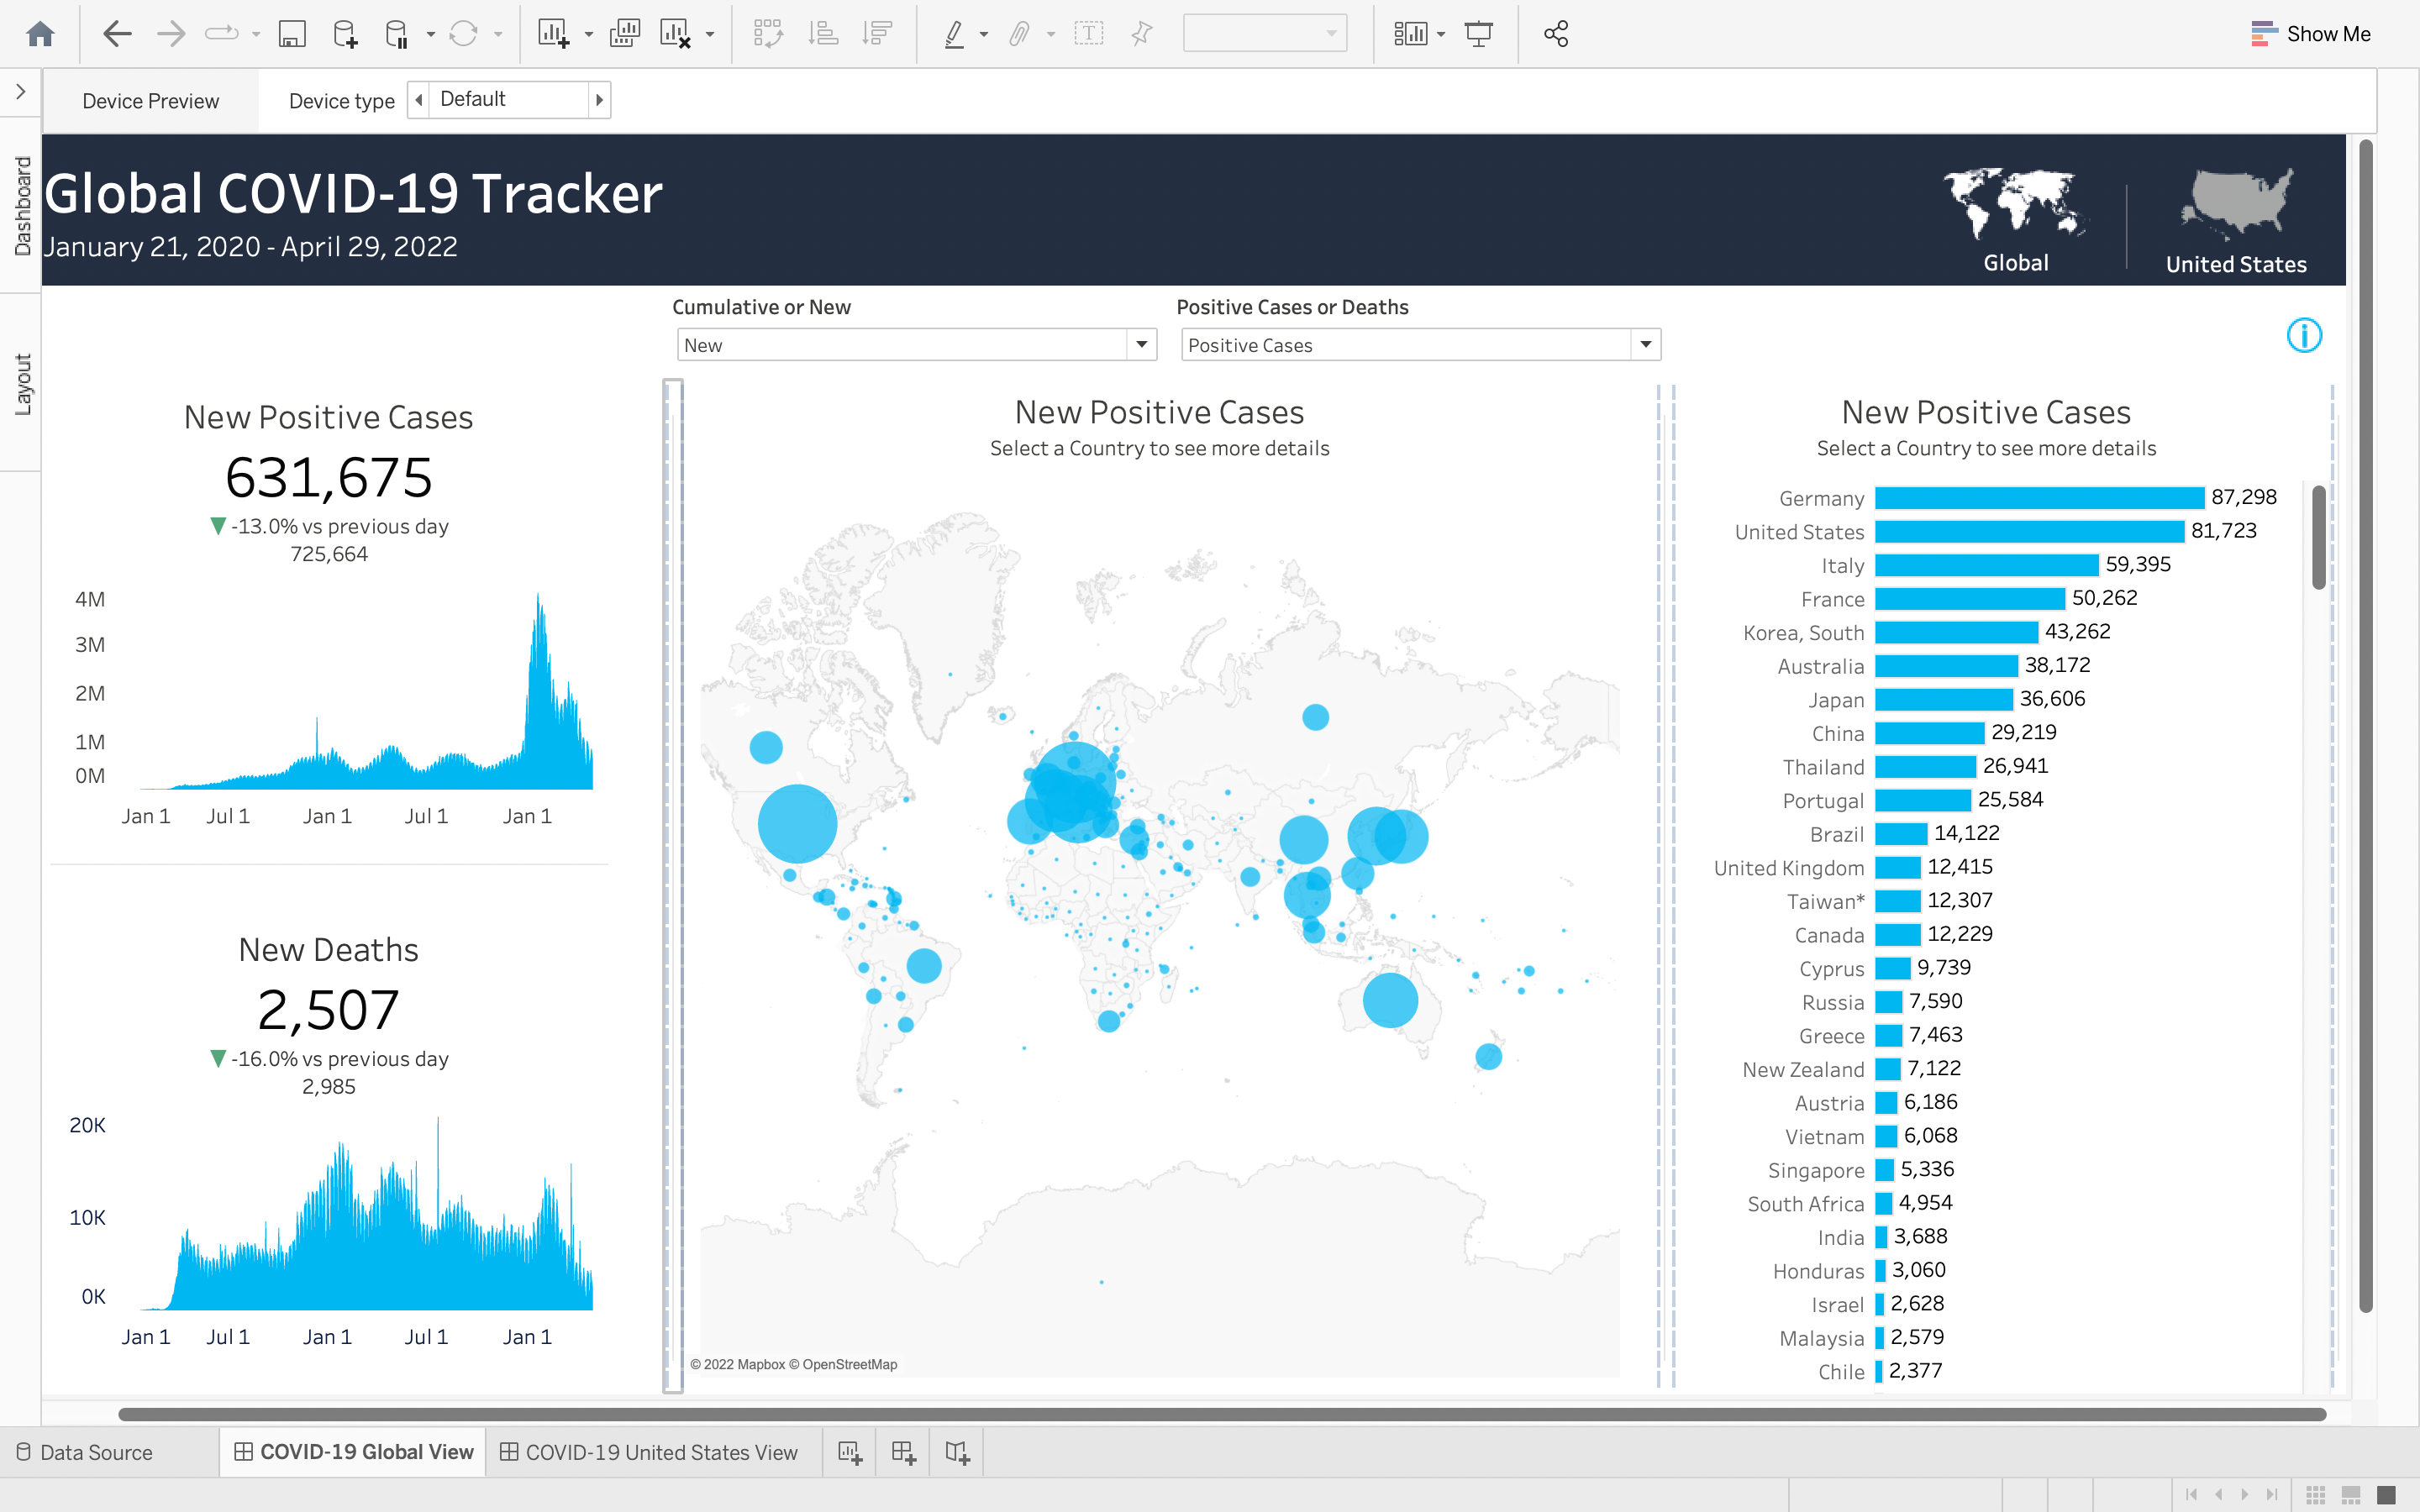 Show Me
Device Preview
Device type
Default
Dashboard
Layout
Global COVID-19 Tracker
January 21, 2020 - April 29, 2022
Global
United States
Cumulative or New
New
Positive Cases or Deaths
Positive Cases
New Positive Cases
631,675
-13.0% vs previous day
725,664
4M
3M
2M
1M
0M
Jan 1 Jul 1 Jan 1 Jul 1 Jan 1
New Deaths
2,507
-16.0% vs previous day
2,985
20K
10K
0K
Jan 1 Jul 1 Jan 1 Jul 1 Jan 1
New Positive Cases
Select a Country to see more details
© 2022 Mapbox © OpenStreetMap
New Positive Cases
Select a Country to see more details
Germany 87,298
United States 81,723
Italy 59,395
France 50,262
Korea, South 43,262
Australia 38,172
Japan 36,606
China 29,219
Thailand 26,941
Portugal 25,584
Brazil 14,122
United Kingdom 12,415
Taiwan* 12,307
Canada 12,229
Cyprus 9,739
Russia 7,590
Greece 7,463
New Zealand 7,122
Austria 6,186
Vietnam 6,068
Singapore 5,336
South Africa 4,954
India 3,688
Honduras 3,060
Israel 2,628
Malaysia 2,579
Chile 2,377
Data Source
COVID-19 Global View
COVID-19 United States View